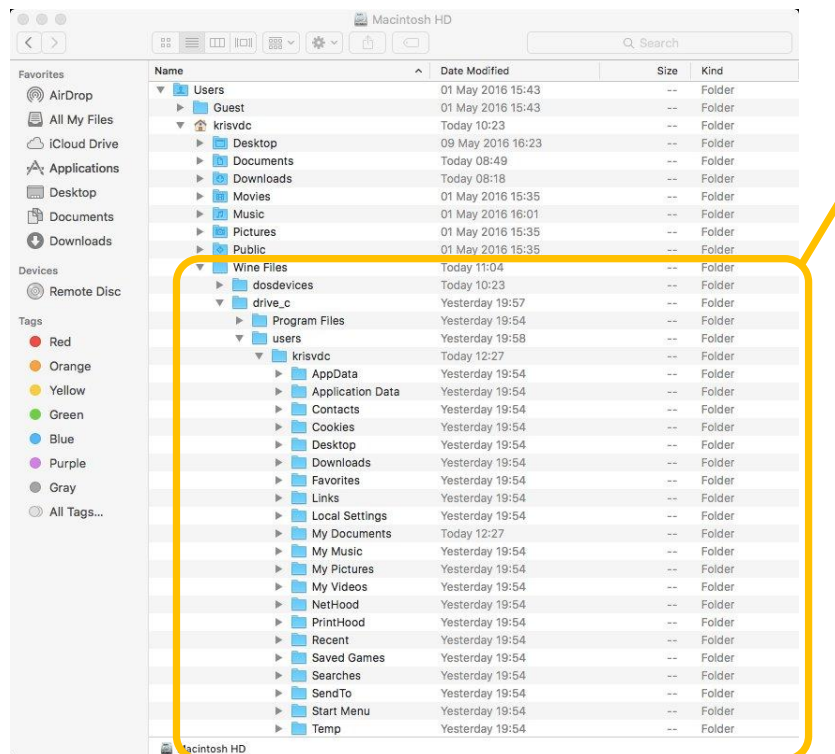 Macintosh HD
Search
Favorites
AirDrop
All My Files
iCloud Drive
Applications
Desktop
Documents
Downloads
Devices
Remote Disc
Tags
Red
Orange
Yellow
Green
Blue
Purple
Gray
All Tags...
Name Date Modified Size Kind
Users 01 May 2016 15:43 -- Folder
Guest 01 May 2016 15:43 -- Folder
krisvdc Today 10:23 -- Folder
Desktop 09 May 2016 16:23 -- Folder
Documents Today 08:49 -- Folder
Downloads Today 08:18 -- Folder
Movies 01 May 2016 15:35 -- Folder
Music 01 May 2016 16:01 -- Folder
Pictures 01 May 2016 15:35 -- Folder
Public 01 May 2016 15:35 -- Folder
Wine Files Today 11:04 -- Folder
dosdevices Today 10:23 -- Folder
drive_c Yesterday 19:57 -- Folder
Program Files Yesterday 19:54 -- Folder
users Yesterday 19:58 -- Folder
krisvdc Today 12:27 -- Folder
AppData Yesterday 19:54 -- Folder
Application Data Yesterday 19:54 -- Folder
Contacts Yesterday 19:54 -- Folder
Cookies Yesterday 19:54 -- Folder
Desktop Yesterday 19:54 -- Folder
Downloads Yesterday 19:54 -- Folder
Favorites Yesterday 19:54 -- Folder
Links Yesterday 19:54 -- Folder
Local Settings Yesterday 19:54 -- Folder
My Documents Today 12:27 -- Folder
My Music Yesterday 19:54 -- Folder
My Pictures Yesterday 19:54 -- Folder
My Videos Yesterday 19:54 -- Folder
NetHood Yesterday 19:54 -- Folder
PrintHood Yesterday 19:54 -- Folder
Recent Yesterday 19:54 -- Folder
Saved Games Yesterday 19:54 -- Folder
Searches Yesterday 19:54 -- Folder
SendTo Yesterday 19:54 -- Folder
Start Menu Yesterday 19:54 -- Folder
Temp Yesterday 19:54 -- Folder
Macintosh HD